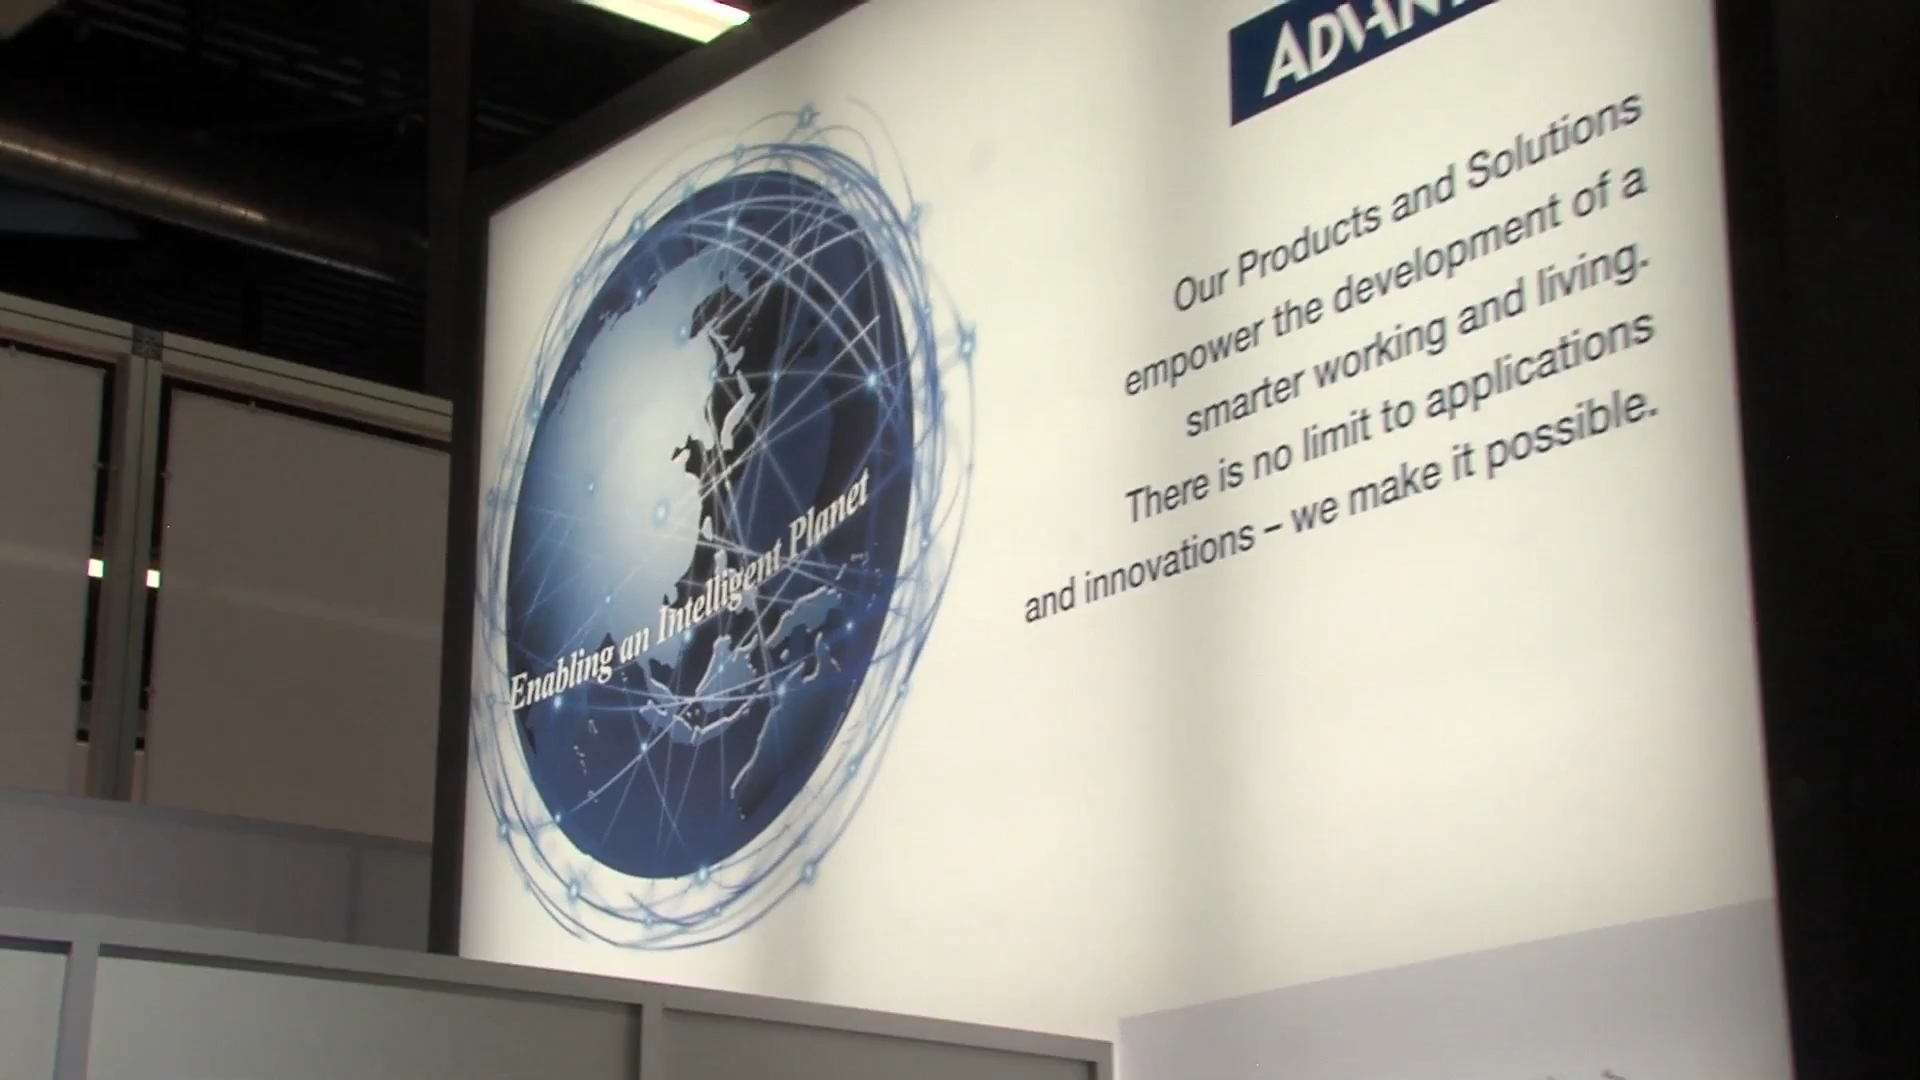 Our Products and Solutions
empower the development of a
smarter working and living.
There is no limit to applications
and innovations – we make it possible.
Enabling an Intelligent Planet